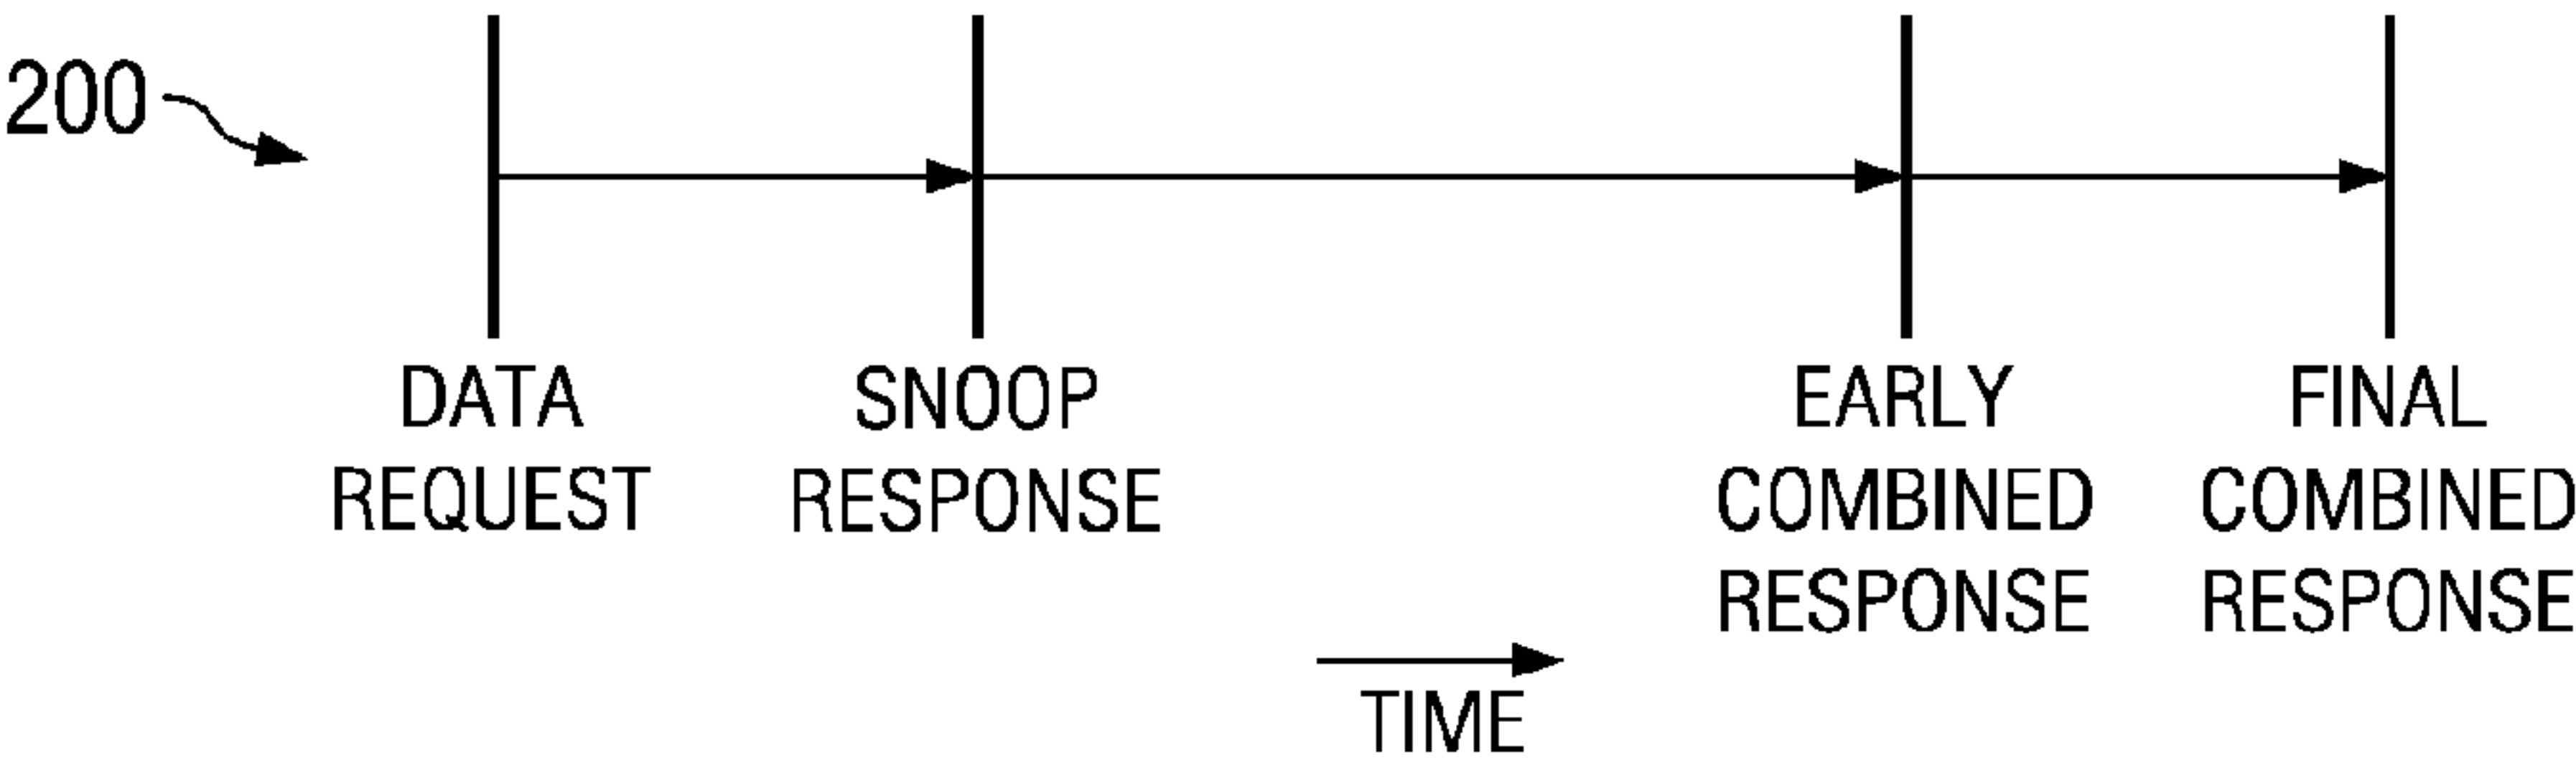 200
DATA
REQUEST
SNOOP
RESPONSE
EARLY
COMBINED
RESPONSE
FINAL
COMBINED
RESPONSE
TIME